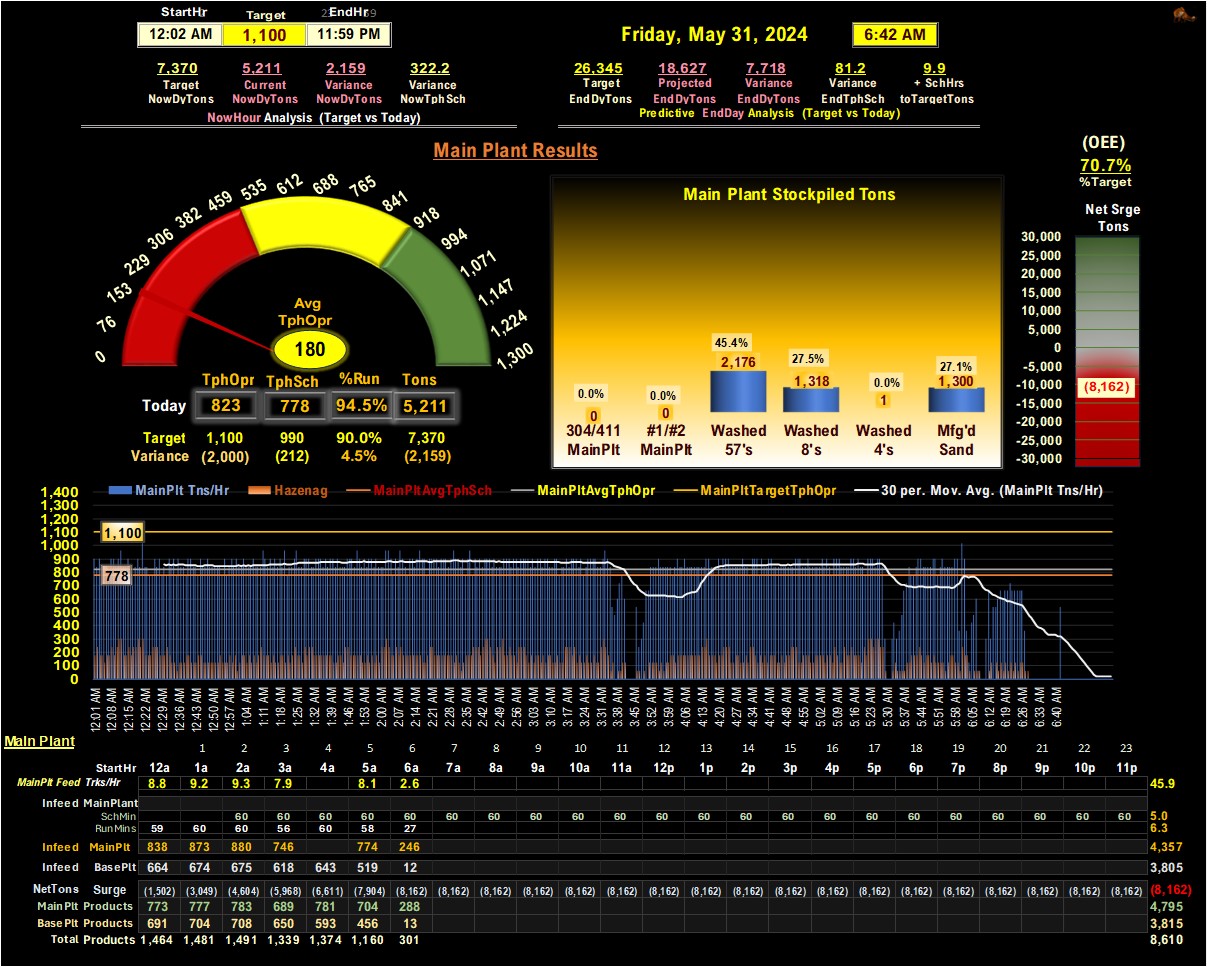 StartHr Target EndHr
12:02 AM 1,100 11:59 PM
Friday, May 31, 2024 6:42 AM
7,370 5,211 2,159 322.2
Target Current Variance Variance
NowDyTons NowDyTons NowDyTons NowTphSch
NowHour Analysis (Target vs Today)
26,345 18,627 7,718 81.2 9.9
Target Projected Variance Variance + SchHrs
EndDyTons EndDyTons EndDyTons EndTphSch toTargetTons
Predictive EndDay Analysis (Target vs Today)
Main Plant Results
(OEE)
70.7%
%Target
Net Srge
Tons
30,000
25,000
20,000
15,000
10,000
5,000
0
-5,000
-10,000
-15,000
-20,000
-25,000
-30,000
(8,162)
0 76 153 229 306 382 459 535 612 688 765 841 918 994 1,071 1,147 1,224 1,300
Avg
TphOpr
180
TphOpr TphSch %Run Tons
Today 823 778 94.5% 5,211
Target 1,100 990 90.0% 7,370
Variance (2,000) (212) 4.5% (2,159)
Main Plant Stockpiled Tons
0.0% 0.0% 45.4% 27.5% 0.0% 27.1%
0 0 2,176 1,318 1 1,300
304/411 #1/#2 Washed Washed Washed Mfg'd
MainPlt MainPlt 57's 8's 4's Sand
MainPlt Tns/Hr Hazenag MainPltAvgTphSch MainPltAvgTphOpr MainPltTargetTphOpr 30 per. Mov. Avg. (MainPlt Tns/Hr)
1,400
1,300
1,200
1,100
1,000
900
800
700
600
500
400
300
200
100
0
1,100
778
12:01 AM 12:08 AM 12:15 AM 12:22 AM 12:29 AM 12:36 AM 12:43 AM 12:50 AM 12:57 AM 1:04 AM 1:11 AM 1:18 AM 1:25 AM 1:32 AM 1:39 AM 1:46 AM 1:53 AM 2:00 AM 2:07 AM 2:14 AM 2:21 AM 2:28 AM 2:35 AM 2:42 AM 2:49 AM 2:56 AM 3:03 AM 3:10 AM 3:17 AM 3:24 AM 3:31 AM 3:38 AM 3:45 AM 3:52 AM 3:59 AM 4:06 AM 4:13 AM 4:20 AM 4:27 AM 4:34 AM 4:41 AM 4:48 AM 4:55 AM 5:02 AM 5:09 AM 5:16 AM 5:23 AM 5:30 AM 5:37 AM 5:44 AM 5:51 AM 5:58 AM 6:05 AM 6:12 AM 6:19 AM 6:26 AM 6:33 AM 6:40 AM
Main Plant
1 2 3 4 5 6 7 8 9 10 11 12 13 14 15 16 17 18 19 20 21 22 23
StartHr 12a 1a 2a 3a 4a 5a 6a 7a 8a 9a 10a 11a 12p 1p 2p 3p 4p 5p 6p 7p 8p 9p 10p 11p
MainPlt Feed Trks/Hr 8.8 9.2 9.3 7.9 8.1 2.6 45.9
Infeed MainPlant
SchMin 60 60 60 60 60 60 60 60 60 60 60 60 60 60 60 60 60 60 60 60 60 60 5.0
RunMins 59 60 60 56 60 58 27 6.3
Infeed MainPlt 838 873 880 746 774 246 4,357
Infeed BasePlt 664 674 675 618 643 519 12 3,805
NetTons Surge (1,502) (3,049) (4,604) (5,968) (6,611) (7,904) (8,162) (8,162) (8,162) (8,162) (8,162) (8,162) (8,162) (8,162) (8,162) (8,162) (8,162) (8,162) (8,162) (8,162) (8,162) (8,162) (8,162) (8,162) (8,162)
MainPlt Products 773 777 783 689 781 704 288 4,795
BasePlt Products 691 704 708 650 593 456 13 3,815
Total Products 1,464 1,481 1,491 1,339 1,374 1,160 301 8,610